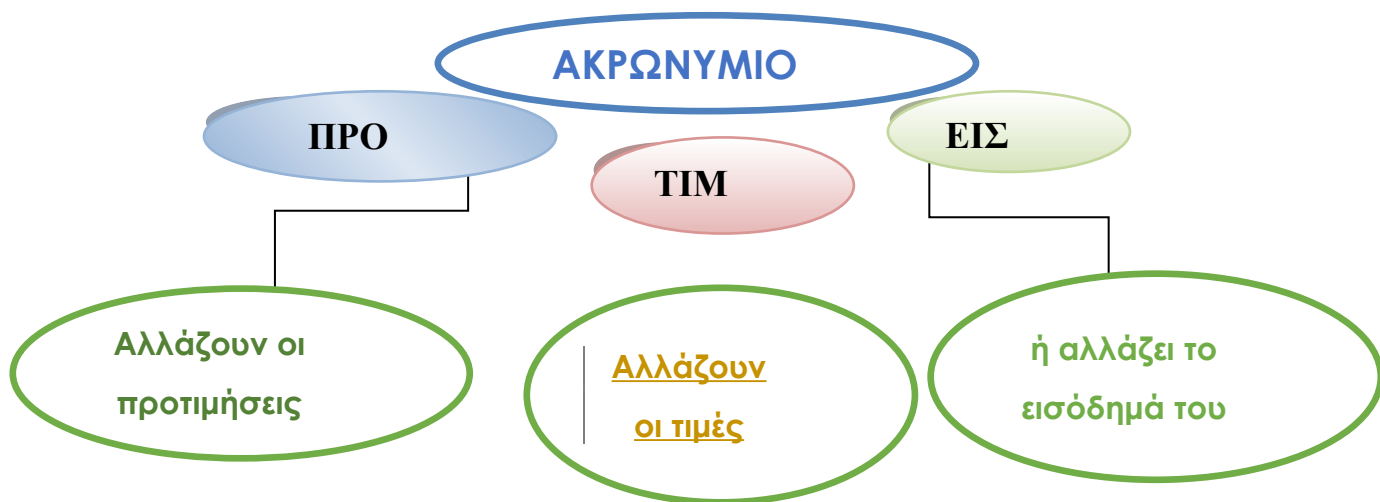 ΑΚΡΩΝΥΜΙΟ
ΠΡΟ
ΤΙΜ
ΕΙΣ
Αλλάζουν οι
προτιμήσεις
Αλλάζουν
οι τιμές
ή αλλάζει το
εισόδημά του